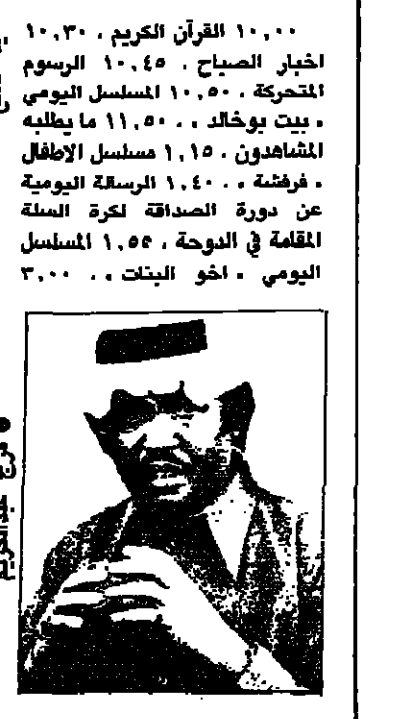 ١٠,٠٠ القرآن الكريم ، ١٠,٣٠
اخبار الصباح ، ١٠,٤٥ الرسوم
المتحركة ، ١٠,٥٠ المسلسل اليومي
« بيت بوخالد » ، ١١,٥٠ ما يطلبه
المشاهدون ، ١,١٥ مسلسل الاطفال
« فرفشة » ، ١,٤٠ الرسالة اليومية
عن دورة الصداقة لكرة السلة
المقامة في الدوحة ، ١,٥٥ المسلسل
اليومي « اخو البنات » ، ٣,٠٠
● فرج عبدالكريم